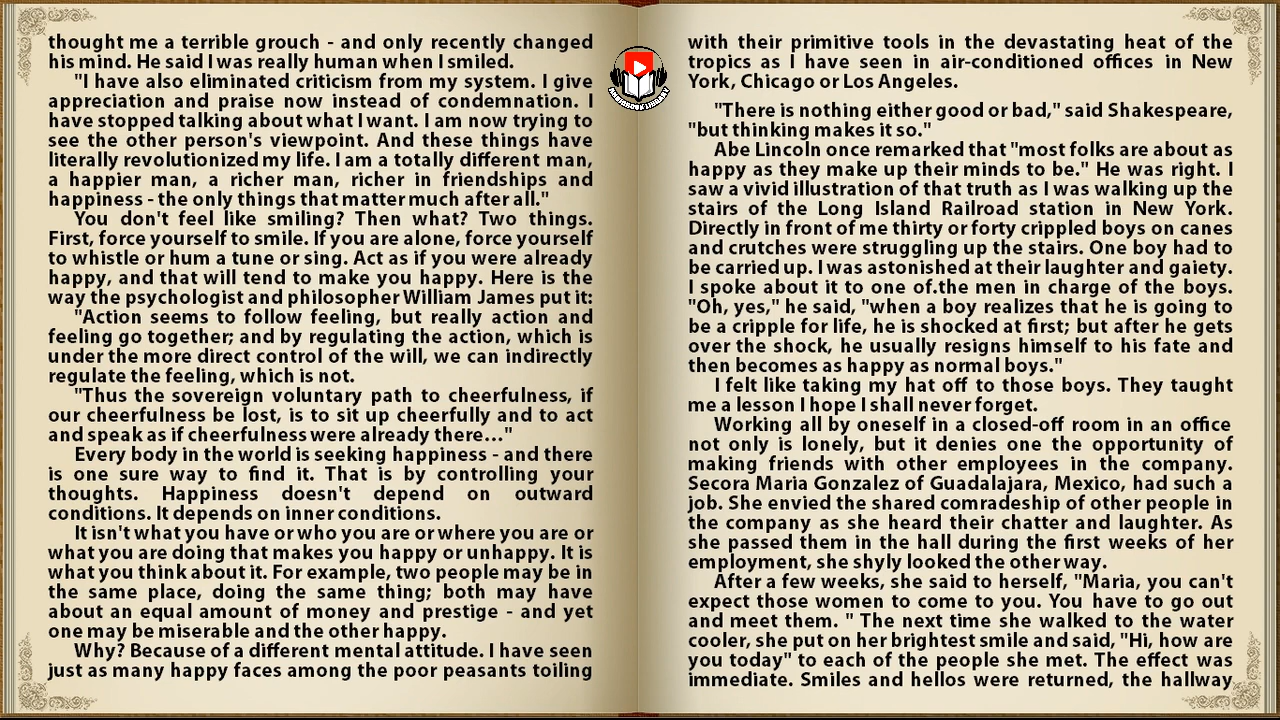 thought me a terrible grouch - and only recently changed
his mind. He said I was really human when I smiled.
"I have also eliminated criticism from my system. I give
appreciation and praise now instead of condemnation. I
have stopped talking about what I want. I am now trying to
see the other person's viewpoint. And these things have
literally revolutionized my life. I am a totally different man,
a happier man, a richer man, richer in friendships and
happiness - the only things that matter much after all."
You don't feel like smiling? Then what? Two things.
First, force yourself to smile. If you are alone, force yourself
to whistle or hum a tune or sing. Act as if you were already
happy, and that will tend to make you happy. Here is the
way the psychologist and philosopher William James put it:
"Action seems to follow feeling, but really action and
feeling go together; and by regulating the action, which is
under the more direct control of the will, we can indirectly
regulate the feeling, which is not.
"Thus the sovereign voluntary path to cheerfulness, if
our cheerfulness be lost, is to sit up cheerfully and to act
and speak as if cheerfulness were already there..."
Every body in the world is seeking happiness - and there
is one sure way to find it. That is by controlling your
thoughts. Happiness doesn't depend on outward
conditions. It depends on inner conditions.
It isn't what you have or who you are or where you are or
what you are doing that makes you happy or unhappy. It is
what you think about it. For example, two people may be in
the same place, doing the same thing; both may have
about an equal amount of money and prestige - and yet
one may be miserable and the other happy.
Why? Because of a different mental attitude. I have seen
just as many happy faces among the poor peasants toiling
with their primitive tools in the devastating heat of the
tropics as I have seen in air-conditioned offices in New
York, Chicago or Los Angeles.
"There is nothing either good or bad," said Shakespeare,
"but thinking makes it so."
Abe Lincoln once remarked that "most folks are about as
happy as they make up their minds to be." He was right. I
saw a vivid illustration of that truth as I was walking up the
stairs of the Long Island Railroad station in New York.
Directly in front of me thirty or forty crippled boys on canes
and crutches were struggling up the stairs. One boy had to
be carried up. I was astonished at their laughter and gaiety.
I spoke about it to one of.the men in charge of the boys.
"Oh, yes," he said, "when a boy realizes that he is going to
be a cripple for life, he is shocked at first; but after he gets
over the shock, he usually resigns himself to his fate and
then becomes as happy as normal boys."
I felt like taking my hat off to those boys. They taught
me a lesson I hope I shall never forget.
Working all by oneself in a closed-off room in an office
not only is lonely, but it denies one the opportunity of
making friends with other employees in the company.
Secora Maria Gonzalez of Guadalajara, Mexico, had such a
job. She envied the shared comradeship of other people in
the company as she heard their chatter and laughter. As
she passed them in the hall during the first weeks of her
employment, she shyly looked the other way.
After a few weeks, she said to herself, "Maria, you can't
expect those women to come to you. You have to go out
and meet them. " The next time she walked to the water
cooler, she put on her brightest smile and said, "Hi, how are
you today" to each of the people she met. The effect was
immediate. Smiles and hellos were returned, the hallway